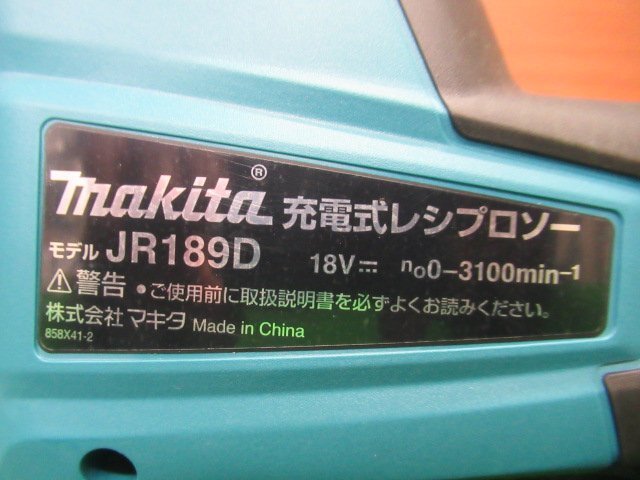 makita® 充電式レシプロソー
モデル JR189D 18V⎓ n₀0-3100min-1
⚠警告 ●ご使用前に取扱説明書を必ずよくお読みください。
株式会社 マキタ Made in China
858X41-2